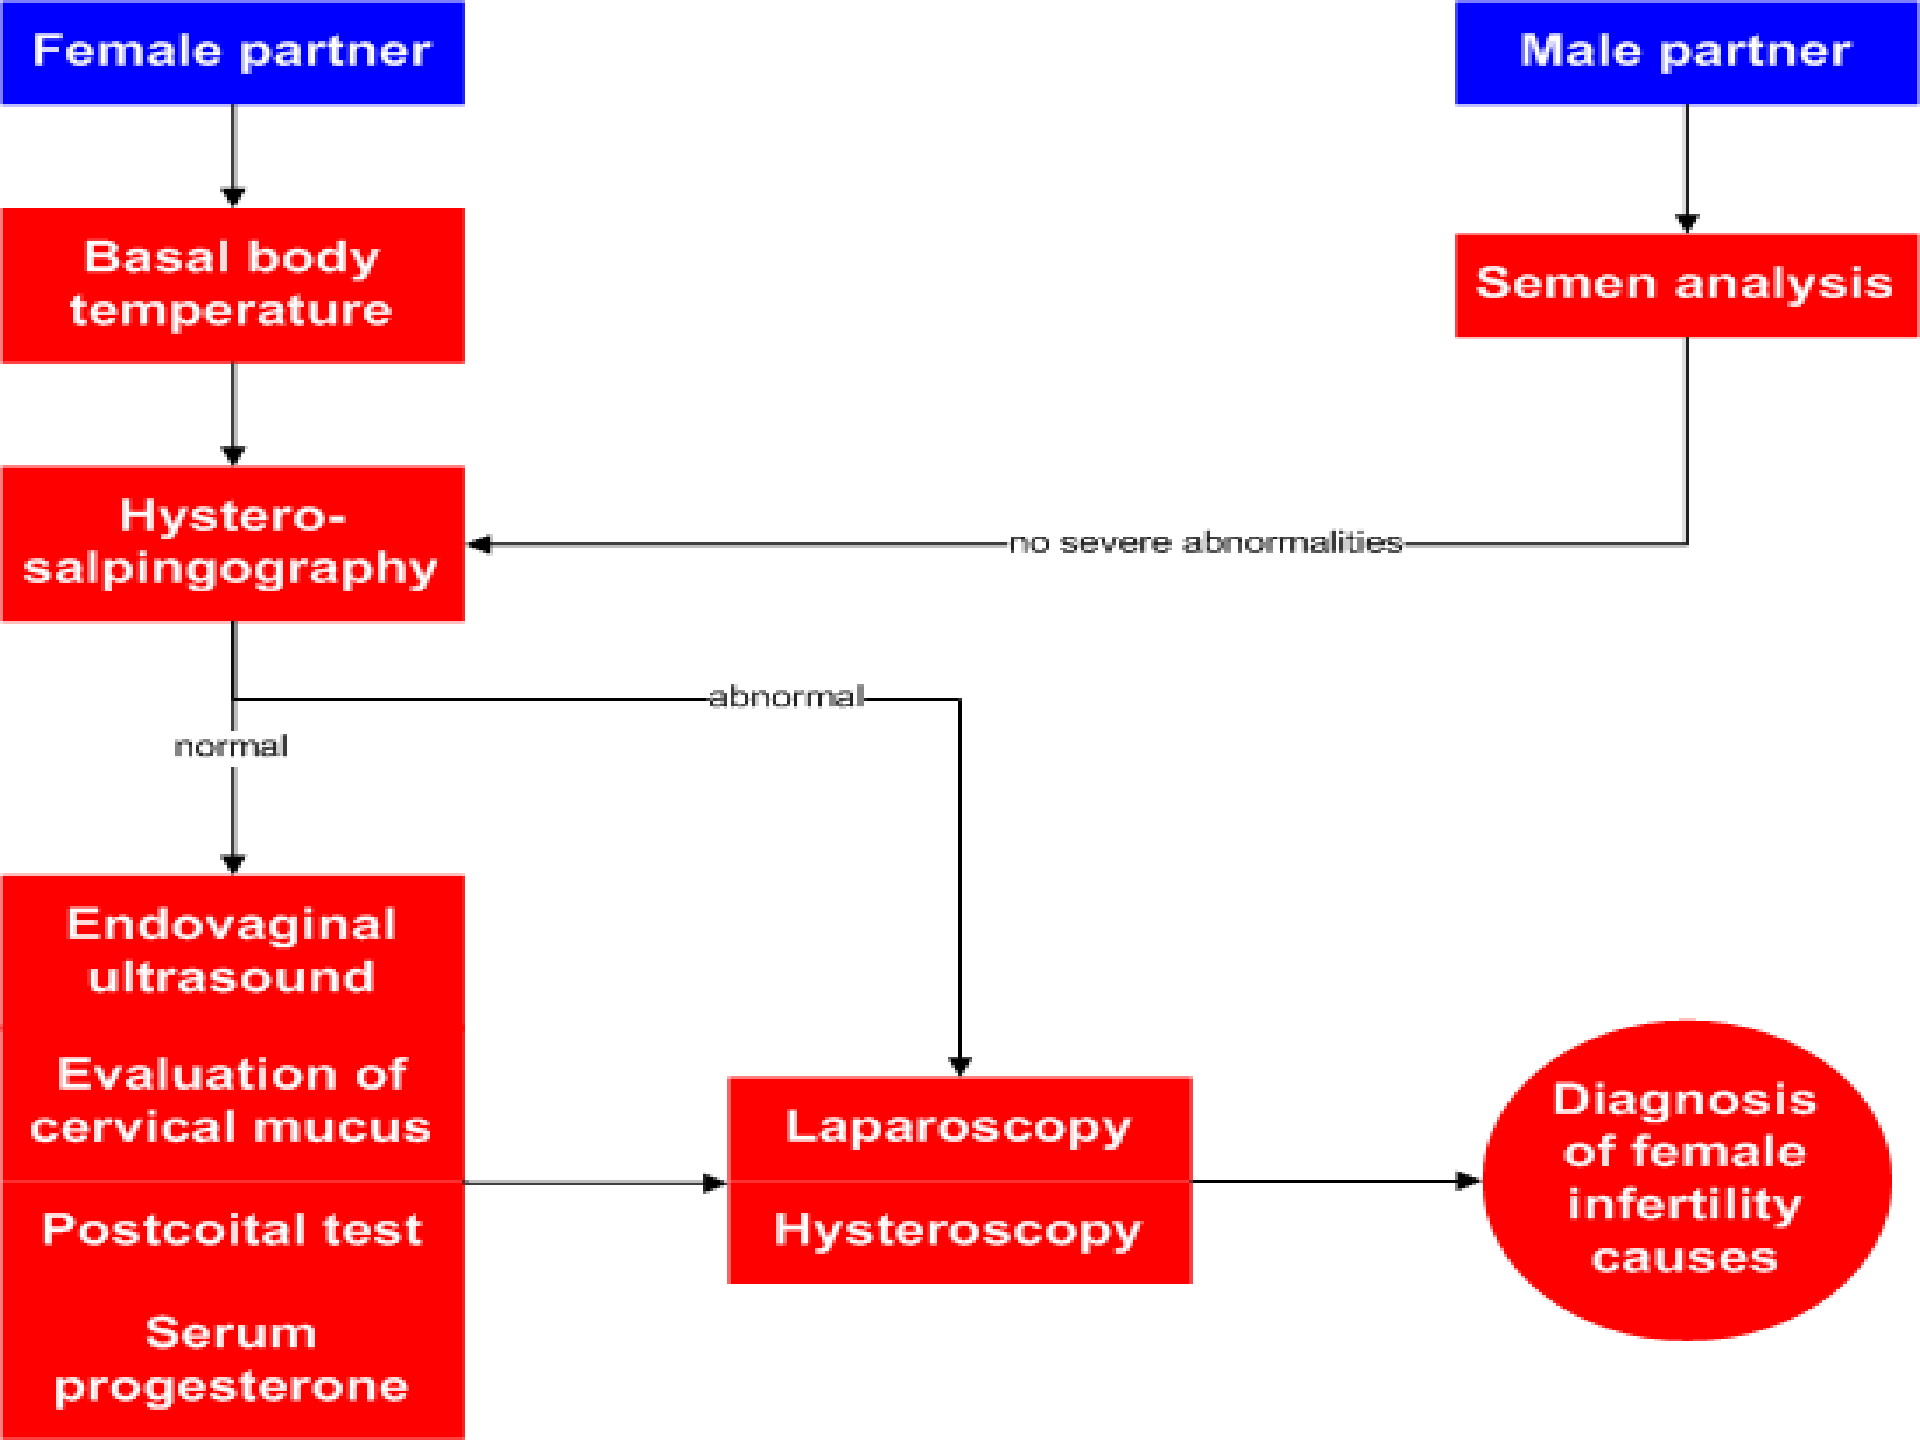 Female partner
Male partner
Basal body
temperature
Semen analysis
Hystero-
salpingography
no severe abnormalities
abnormal
normal
Endovaginal
ultrasound
Evaluation of
cervical mucus
Postcoital test
Serum
progesterone
Laparoscopy
Hysteroscopy
Diagnosis
of female
infertility
causes